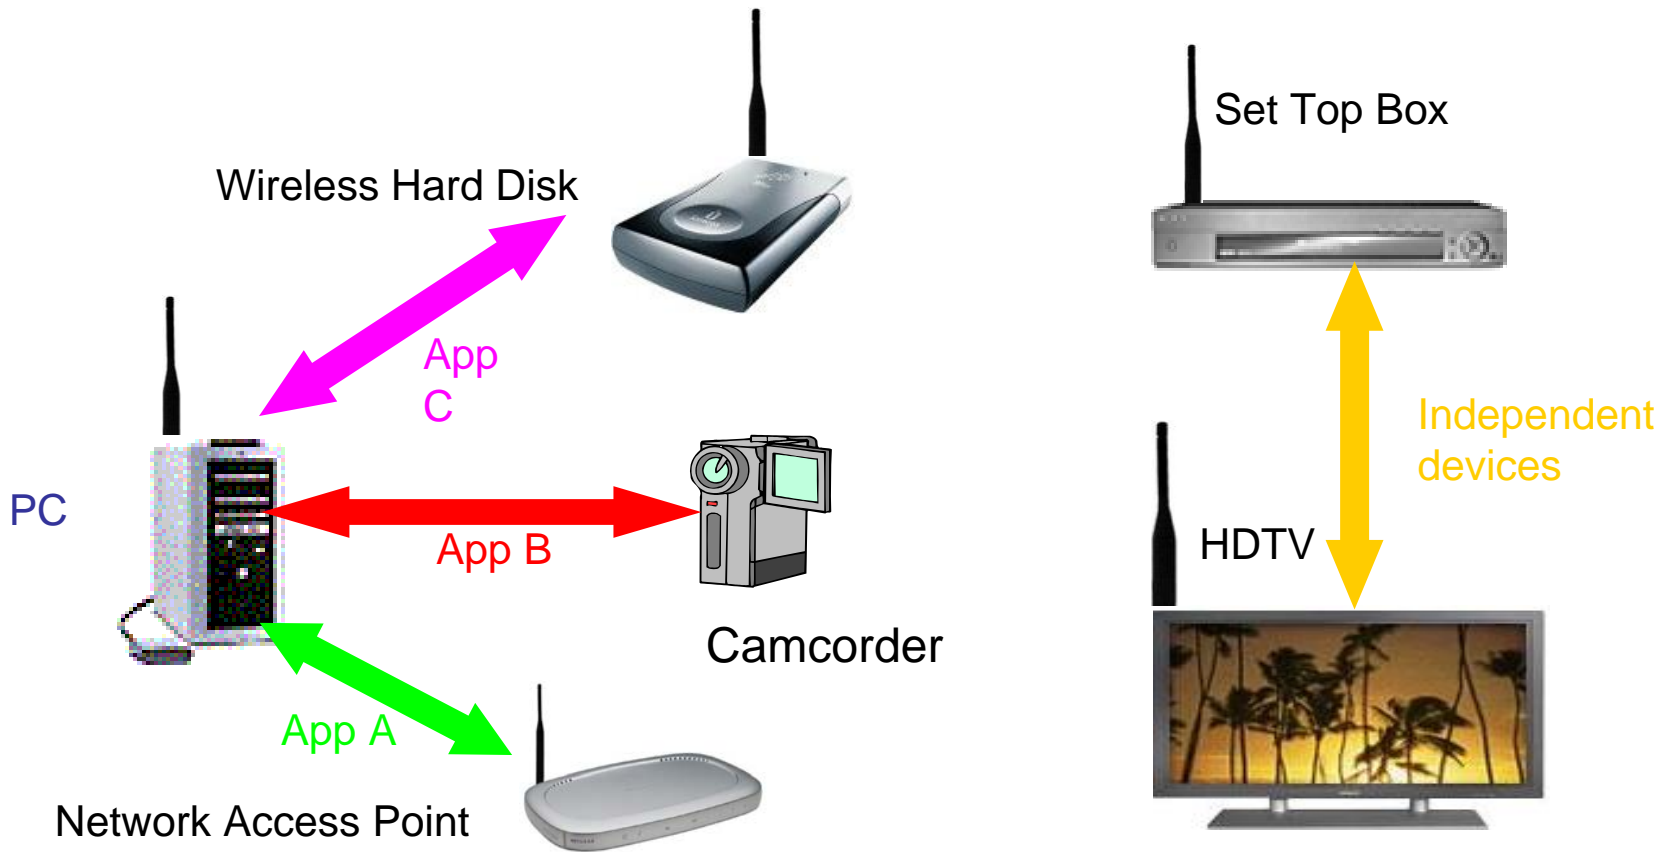 Set Top Box
Wireless Hard Disk
App
C
Independent
devices
PC
App B
HDTV
Camcorder
App A
Network Access Point